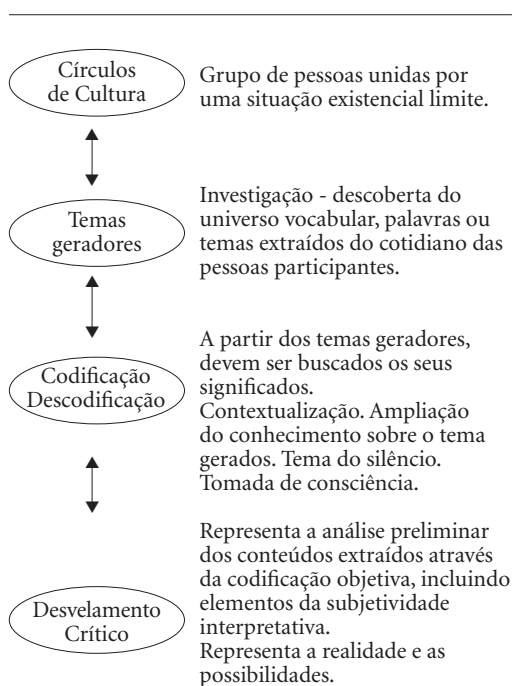 Círculos
de Cultura
Grupo de pessoas unidas por
uma situação existencial limite.
Temas
geradores
Investigação - descoberta do
universo vocabular, palavras ou
temas extraídos do cotidiano das
pessoas participantes.
Codificação
Descodificação
A partir dos temas geradores,
devem ser buscados os seus
significados.
Contextualização. Ampliação
do conhecimento sobre o tema
gerados. Tema do silêncio.
Tomada de consciência.
Desvelamento
Crítico
Representa a análise preliminar
dos conteúdos extraídos através
da codificação objetiva, incluindo
elementos da subjetividade
interpretativa.
Representa a realidade e as
possibilidades.